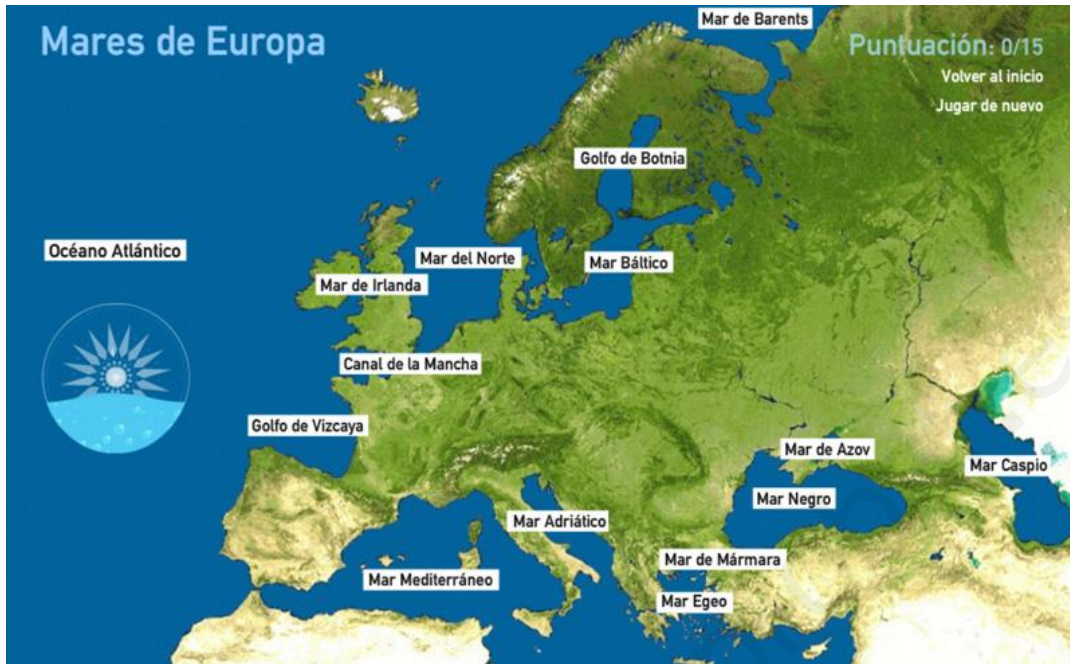 Mar de Barents
Mares de Europa
Puntuación: 0/15
Volver al inicio
Jugar de nuevo
Golfo de Botnia
Océano Atlántico
Mar del Norte
Mar Báltico
Mar de Irlanda
Canal de la Mancha
Golfo de Vizcaya
Mar de Azov
Mar Caspio
Mar Negro
Mar Adriático
Mar de Mármara
Mar Mediterráneo
Mar Egeo